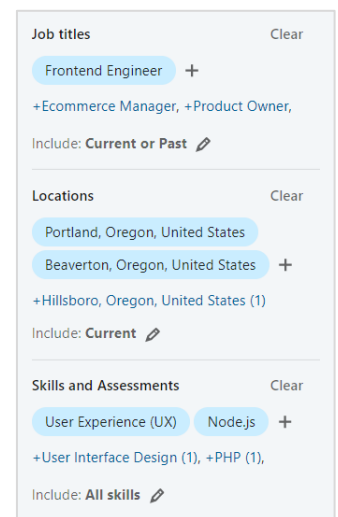 Job titles Clear
Frontend Engineer +
+Ecommerce Manager, +Product Owner,
Include: Current or Past
Locations Clear
Portland, Oregon, United States
Beaverton, Oregon, United States +
+Hillsboro, Oregon, United States (1)
Include: Current
Skills and Assessments Clear
User Experience (UX) Node.js +
+User Interface Design (1), +PHP (1),
Include: All skills